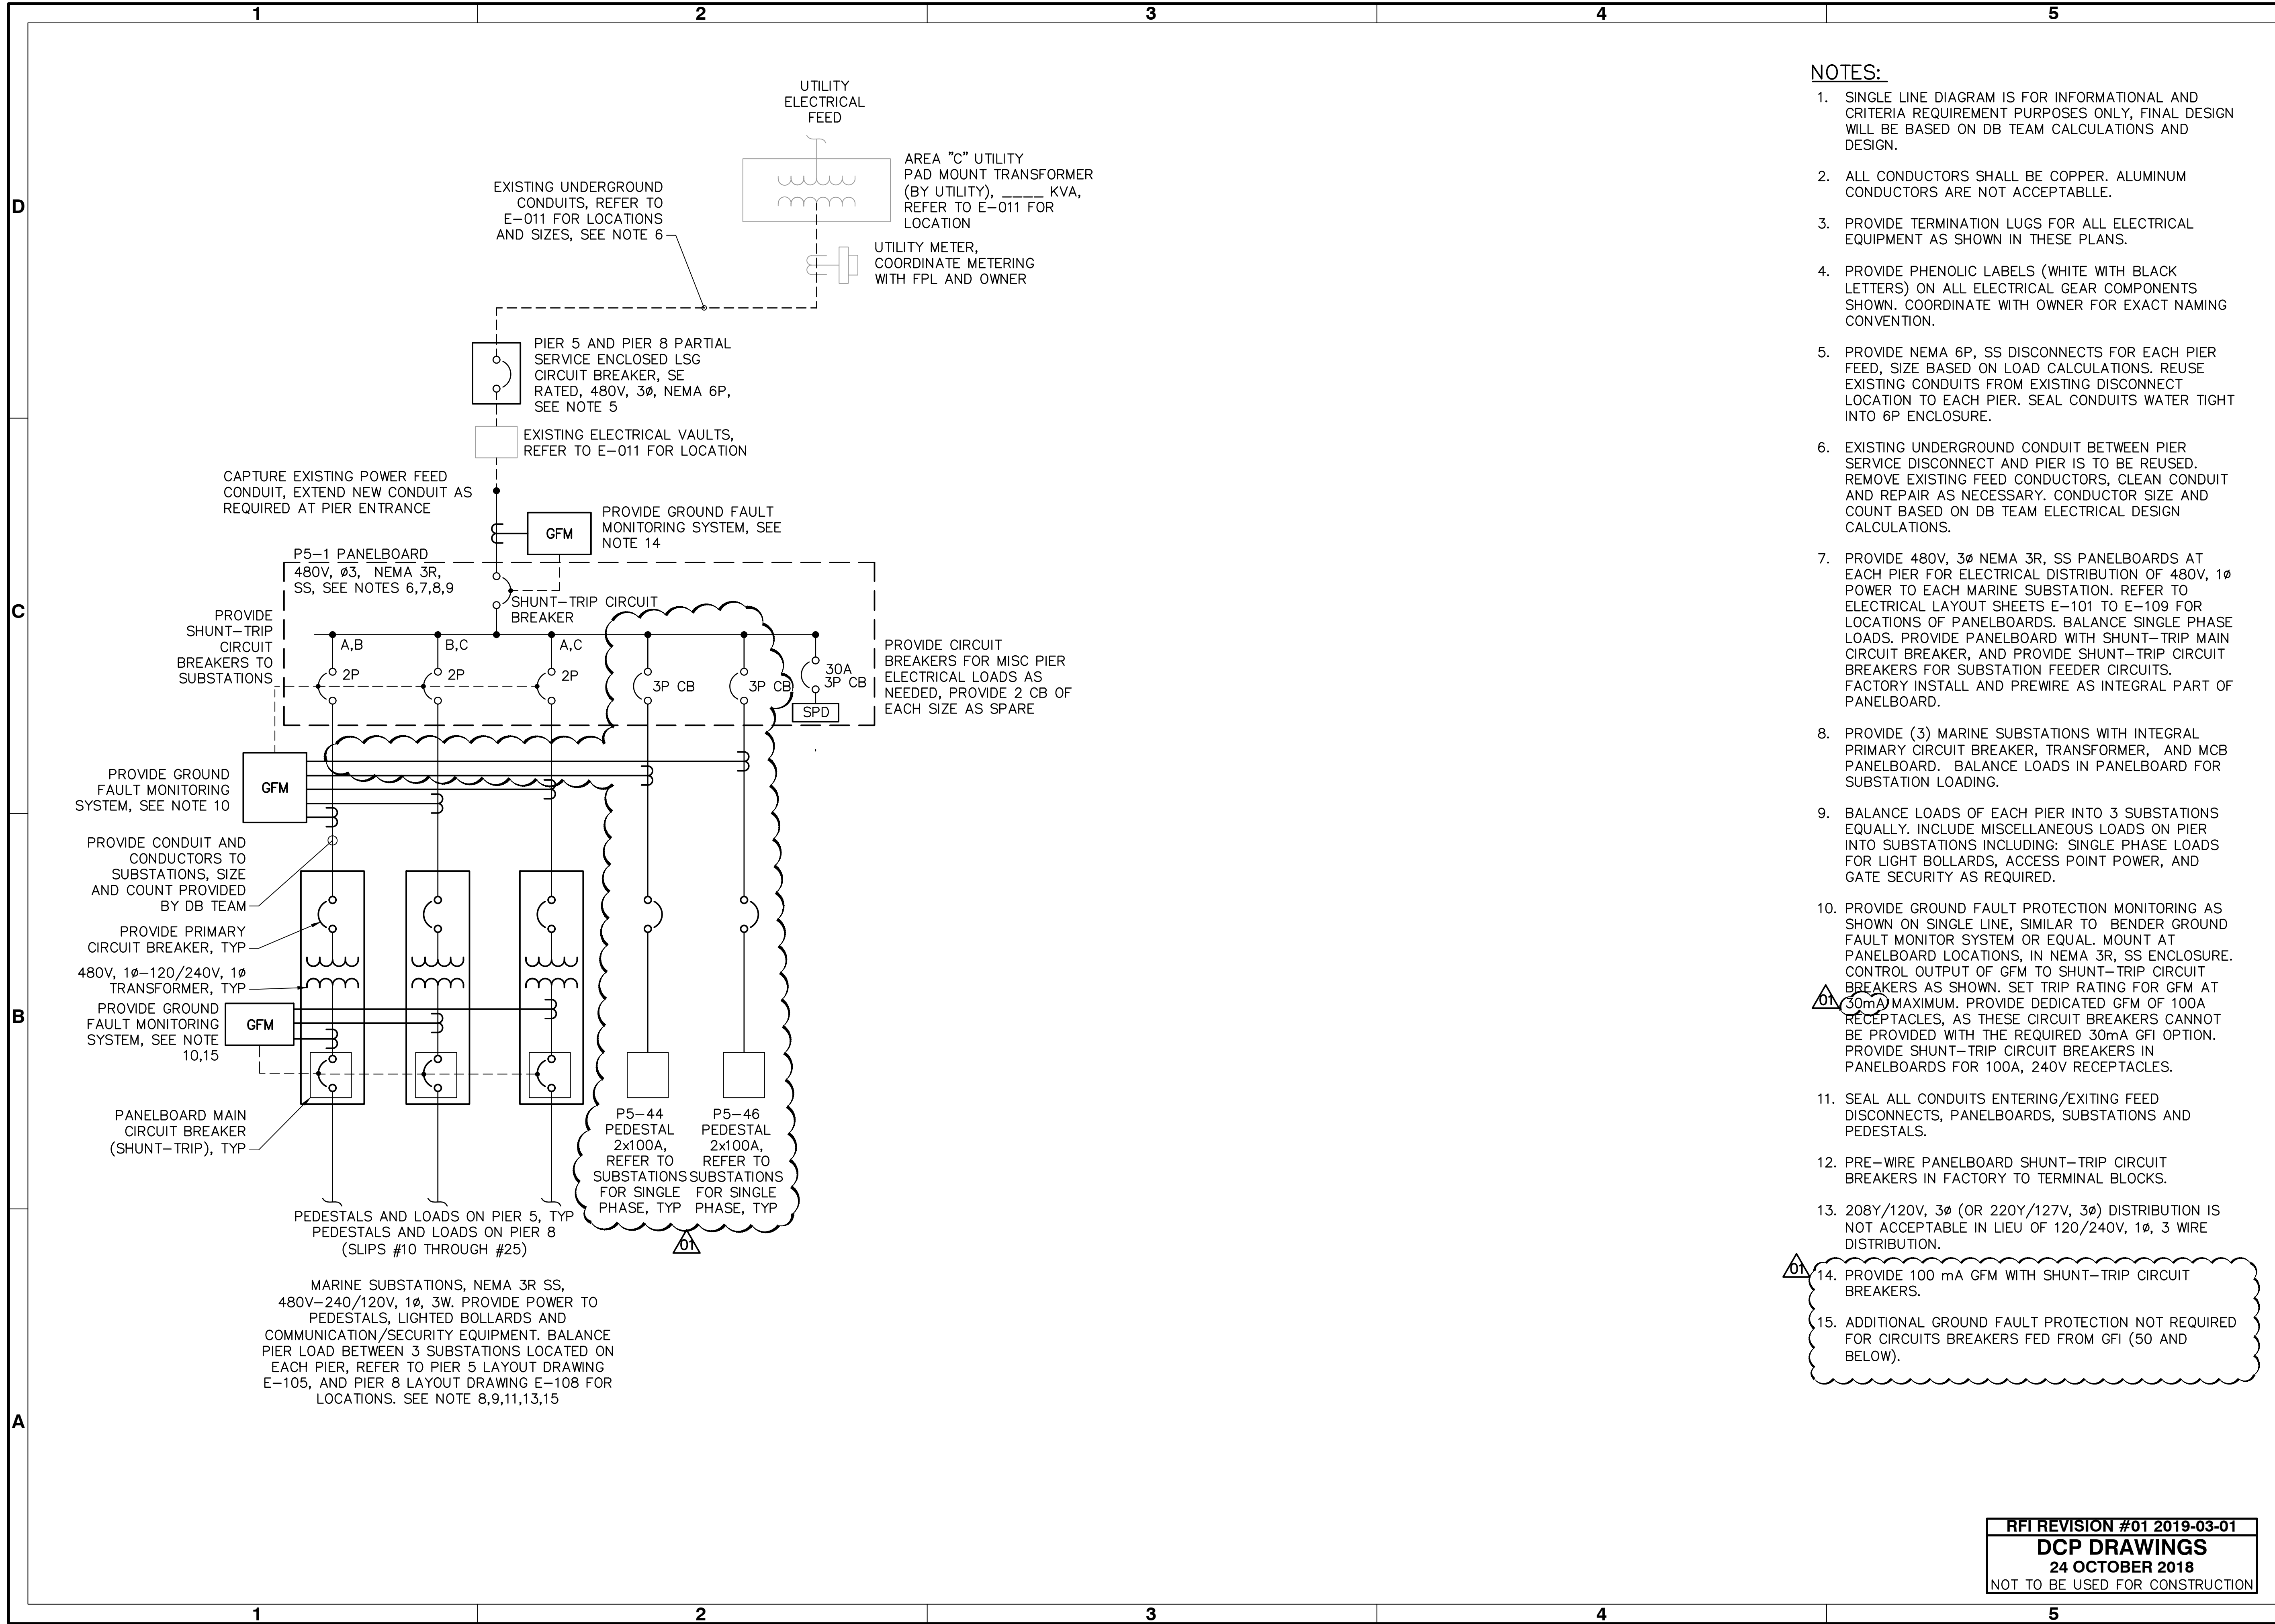 1 2 3 4 5
UTILITY
ELECTRICAL
FEED
AREA "C" UTILITY
PAD MOUNT TRANSFORMER
(BY UTILITY), ____ KVA,
REFER TO E-011 FOR
LOCATION
EXISTING UNDERGROUND
CONDUITS, REFER TO
E-011 FOR LOCATIONS
AND SIZES, SEE NOTE 6
UTILITY METER,
COORDINATE METERING
WITH FPL AND OWNER
PIER 5 AND PIER 8 PARTIAL
SERVICE ENCLOSED LSG
CIRCUIT BREAKER, SE
RATED, 480V, 3ø, NEMA 6P,
SEE NOTE 5
EXISTING ELECTRICAL VAULTS,
REFER TO E-011 FOR LOCATION
CAPTURE EXISTING POWER FEED
CONDUIT, EXTEND NEW CONDUIT AS
REQUIRED AT PIER ENTRANCE
GFM
PROVIDE GROUND FAULT
MONITORING SYSTEM, SEE
NOTE 14
P5-1 PANELBOARD
480V, ø3, NEMA 3R,
SS, SEE NOTES 6,7,8,9
SHUNT-TRIP CIRCUIT
BREAKER
PROVIDE
SHUNT-TRIP
CIRCUIT
BREAKERS TO
SUBSTATIONS
A,B
B,C
A,C
2P
2P
2P
3P CB
3P CB
30A
3P CB
SPD
PROVIDE CIRCUIT
BREAKERS FOR MISC PIER
ELECTRICAL LOADS AS
NEEDED, PROVIDE 2 CB OF
EACH SIZE AS SPARE
PROVIDE GROUND
FAULT MONITORING
SYSTEM, SEE NOTE 10
GFM
PROVIDE CONDUIT AND
CONDUCTORS TO
SUBSTATIONS, SIZE
AND COUNT PROVIDED
BY DB TEAM
PROVIDE PRIMARY
CIRCUIT BREAKER, TYP
480V, 1ø-120/240V, 1ø
TRANSFORMER, TYP
PROVIDE GROUND
FAULT MONITORING
SYSTEM, SEE NOTE
10,15
GFM
PANELBOARD MAIN
CIRCUIT BREAKER
(SHUNT-TRIP), TYP
P5-44
PEDESTAL
2x100A,
REFER TO
SUBSTATIONS
FOR SINGLE
PHASE, TYP
P5-46
PEDESTAL
2x100A,
REFER TO
SUBSTATIONS
FOR SINGLE
PHASE, TYP
01
PEDESTALS AND LOADS ON PIER 5, TYP
PEDESTALS AND LOADS ON PIER 8
(SLIPS #10 THROUGH #25)
MARINE SUBSTATIONS, NEMA 3R SS,
480V-240/120V, 1ø, 3W. PROVIDE POWER TO
PEDESTALS, LIGHTED BOLLARDS AND
COMMUNICATION/SECURITY EQUIPMENT. BALANCE
PIER LOAD BETWEEN 3 SUBSTATIONS LOCATED ON
EACH PIER, REFER TO PIER 5 LAYOUT DRAWING
E-105, AND PIER 8 LAYOUT DRAWING E-108 FOR
LOCATIONS. SEE NOTE 8,9,11,13,15
D
C
B
A
NOTES:
1. SINGLE LINE DIAGRAM IS FOR INFORMATIONAL AND
CRITERIA REQUIREMENT PURPOSES ONLY, FINAL DESIGN
WILL BE BASED ON DB TEAM CALCULATIONS AND
DESIGN.
2. ALL CONDUCTORS SHALL BE COPPER. ALUMINUM
CONDUCTORS ARE NOT ACCEPTABLLE.
3. PROVIDE TERMINATION LUGS FOR ALL ELECTRICAL
EQUIPMENT AS SHOWN IN THESE PLANS.
4. PROVIDE PHENOLIC LABELS (WHITE WITH BLACK
LETTERS) ON ALL ELECTRICAL GEAR COMPONENTS
SHOWN. COORDINATE WITH OWNER FOR EXACT NAMING
CONVENTION.
5. PROVIDE NEMA 6P, SS DISCONNECTS FOR EACH PIER
FEED, SIZE BASED ON LOAD CALCULATIONS. REUSE
EXISTING CONDUITS FROM EXISTING DISCONNECT
LOCATION TO EACH PIER. SEAL CONDUITS WATER TIGHT
INTO 6P ENCLOSURE.
6. EXISTING UNDERGROUND CONDUIT BETWEEN PIER
SERVICE DISCONNECT AND PIER IS TO BE REUSED.
REMOVE EXISTING FEED CONDUCTORS, CLEAN CONDUIT
AND REPAIR AS NECESSARY. CONDUCTOR SIZE AND
COUNT BASED ON DB TEAM ELECTRICAL DESIGN
CALCULATIONS.
7. PROVIDE 480V, 3ø NEMA 3R, SS PANELBOARDS AT
EACH PIER FOR ELECTRICAL DISTRIBUTION OF 480V, 1ø
POWER TO EACH MARINE SUBSTATION. REFER TO
ELECTRICAL LAYOUT SHEETS E-101 TO E-109 FOR
LOCATIONS OF PANELBOARDS. BALANCE SINGLE PHASE
LOADS. PROVIDE PANELBOARD WITH SHUNT-TRIP MAIN
CIRCUIT BREAKER, AND PROVIDE SHUNT-TRIP CIRCUIT
BREAKERS FOR SUBSTATION FEEDER CIRCUITS.
FACTORY INSTALL AND PREWIRE AS INTEGRAL PART OF
PANELBOARD.
8. PROVIDE (3) MARINE SUBSTATIONS WITH INTEGRAL
PRIMARY CIRCUIT BREAKER, TRANSFORMER, AND MCB
PANELBOARD. BALANCE LOADS IN PANELBOARD FOR
SUBSTATION LOADING.
9. BALANCE LOADS OF EACH PIER INTO 3 SUBSTATIONS
EQUALLY. INCLUDE MISCELLANEOUS LOADS ON PIER
INTO SUBSTATIONS INCLUDING: SINGLE PHASE LOADS
FOR LIGHT BOLLARDS, ACCESS POINT POWER, AND
GATE SECURITY AS REQUIRED.
10. PROVIDE GROUND FAULT PROTECTION MONITORING AS
SHOWN ON SINGLE LINE, SIMILAR TO BENDER GROUND
FAULT MONITOR SYSTEM OR EQUAL. MOUNT AT
PANELBOARD LOCATIONS, IN NEMA 3R, SS ENCLOSURE.
CONTROL OUTPUT OF GFM TO SHUNT-TRIP CIRCUIT
BREAKERS AS SHOWN. SET TRIP RATING FOR GFM AT
01 30mA MAXIMUM. PROVIDE DEDICATED GFM OF 100A
RECEPTACLES, AS THESE CIRCUIT BREAKERS CANNOT
BE PROVIDED WITH THE REQUIRED 30mA GFI OPTION.
PROVIDE SHUNT-TRIP CIRCUIT BREAKERS IN
PANELBOARDS FOR 100A, 240V RECEPTACLES.
11. SEAL ALL CONDUITS ENTERING/EXITING FEED
DISCONNECTS, PANELBOARDS, SUBSTATIONS AND
PEDESTALS.
12. PRE-WIRE PANELBOARD SHUNT-TRIP CIRCUIT
BREAKERS IN FACTORY TO TERMINAL BLOCKS.
13. 208Y/120V, 3ø (OR 220Y/127V, 3ø) DISTRIBUTION IS
NOT ACCEPTABLE IN LIEU OF 120/240V, 1ø, 3 WIRE
DISTRIBUTION.
01
14. PROVIDE 100 mA GFM WITH SHUNT-TRIP CIRCUIT
BREAKERS.
15. ADDITIONAL GROUND FAULT PROTECTION NOT REQUIRED
FOR CIRCUITS BREAKERS FED FROM GFI (50 AND
BELOW).
RFI REVISION #01 2019-03-01
DCP DRAWINGS
24 OCTOBER 2018
NOT TO BE USED FOR CONSTRUCTION
1 2 3 4 5